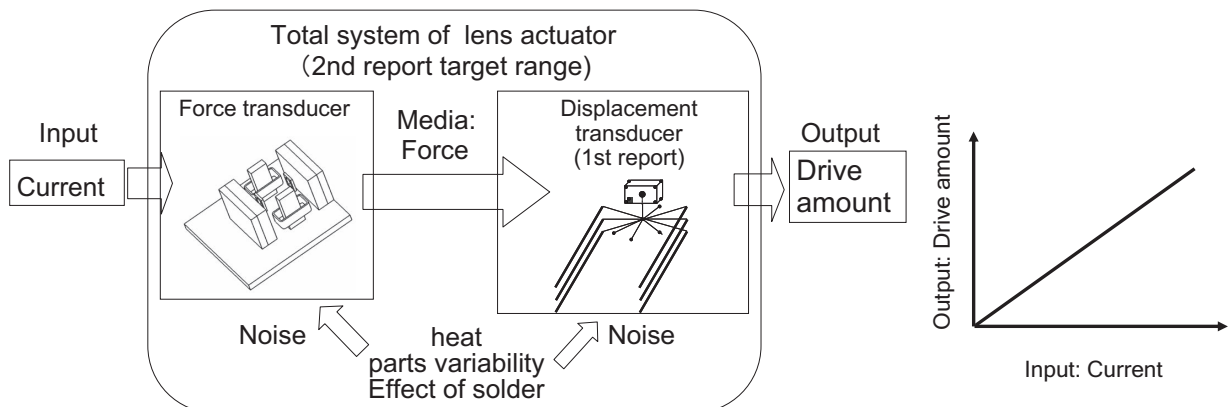 Total system of lens actuator
（2nd report target range)
Input
Current
Force transducer
Media:
Force
Displacement
transducer
(1st report)
Output
Drive
amount
Noise
heat
parts variability
Effect of solder
Noise
Output: Drive amount
Input: Current